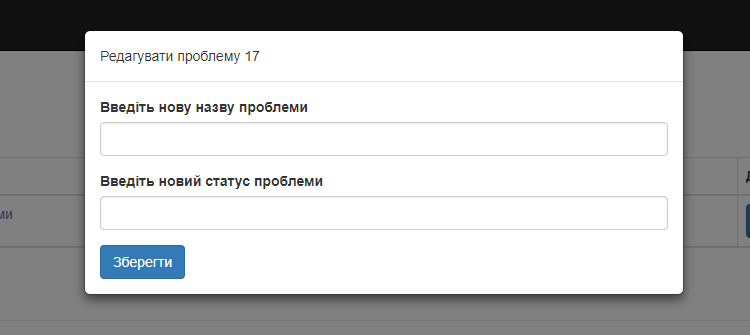 Редагувати проблему 17
Введіть нову назву проблеми
Введіть новий статус проблеми
Зберегти